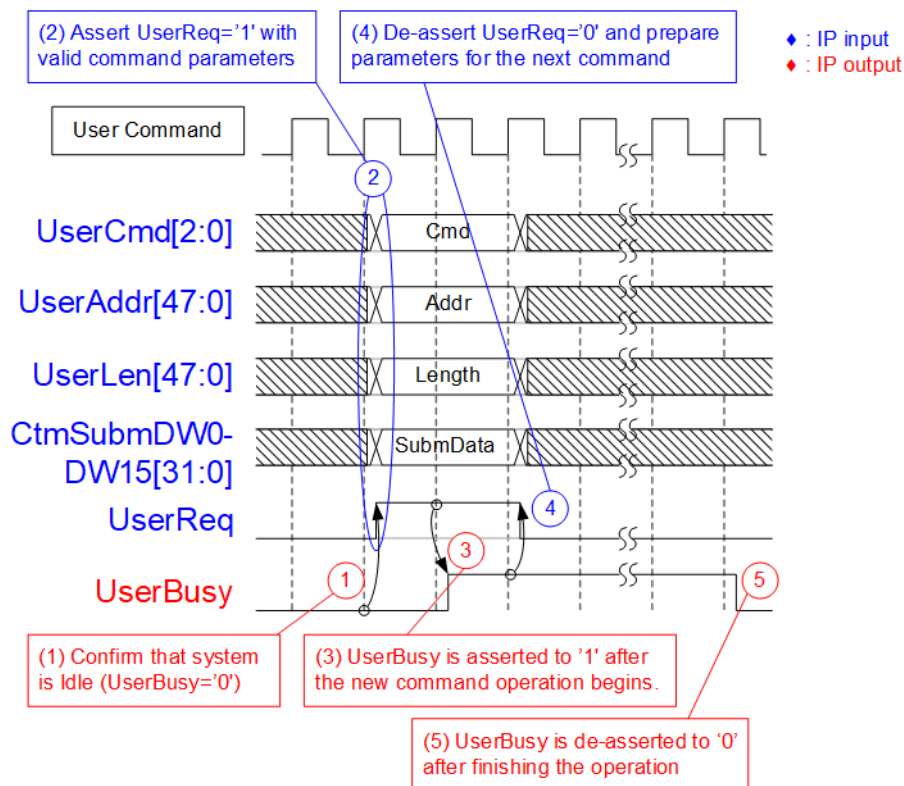 (2) Assert UserReq='1' with
valid command parameters
(4) De-assert UserReq='0' and prepare
parameters for the next command
♦ : IP input
♦ : IP output
User Command
2
UserCmd[2:0]
Cmd
UserAddr[47:0]
Addr
UserLen[47:0]
Length
CtmSubmDW0-
DW15[31:0]
SubmData
UserReq
4
3
UserBusy
1
5
(1) Confirm that system
is Idle (UserBusy='0')
(3) UserBusy is asserted to '1' after
the new command operation begins.
(5) UserBusy is de-asserted to ‘0’
after finishing the operation